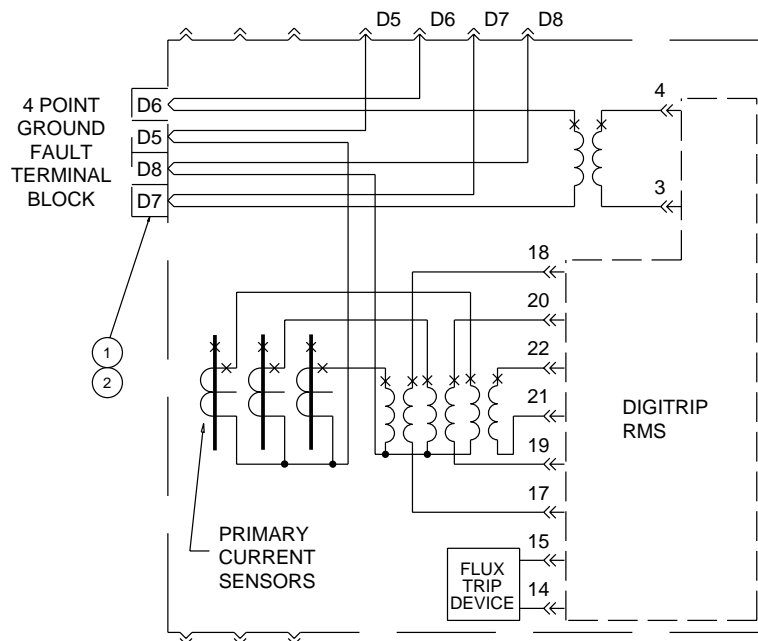 D5 D6 D7 D8
4 POINT
GROUND
FAULT
TERMINAL
BLOCK
D6
D5
D8
D7
4
3
18
20
22
21
19
17
15
14
1
2
DIGITRIP
RMS
PRIMARY
CURRENT
SENSORS
FLUX
TRIP
DEVICE